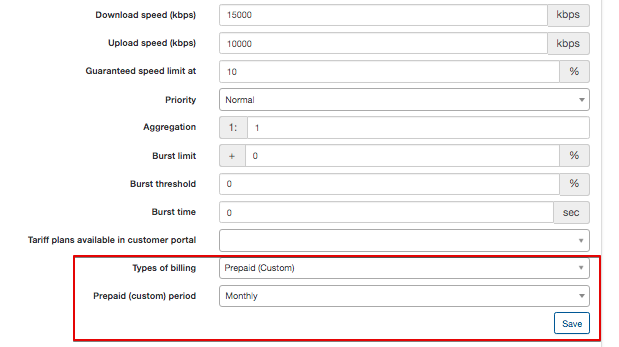 Download speed (kbps) 15000 kbps
Upload speed (kbps) 10000 kbps
Guaranteed speed limit at 10 %
Priority Normal
Aggregation 1: 1
Burst limit + 0 %
Burst threshold 0 %
Burst time 0 sec
Tariff plans available in customer portal
Types of billing Prepaid (Custom)
Prepaid (custom) period Monthly
Save